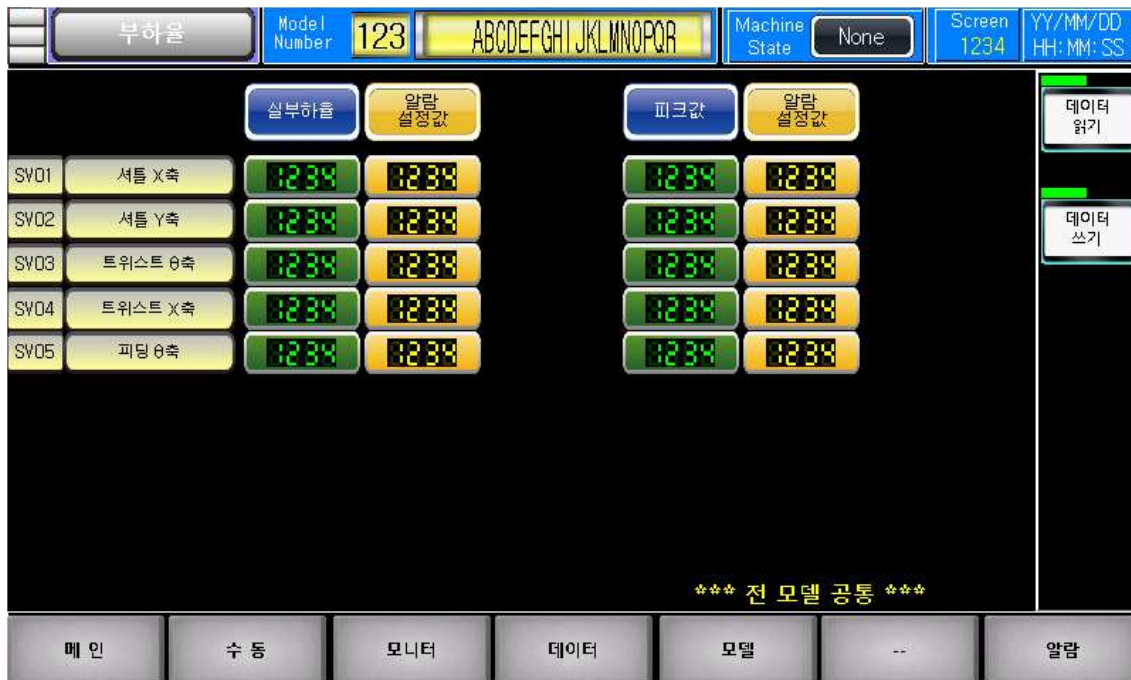 부하율
Model Number 123 ABCDEFGHIJKLMNOPQR
Machine State None
Screen 1234
YY/MM/DD HH:MM:SS
실부하율 알람 설정값 피크값 알람 설정값
데이터 읽기
SV01 셔틀 X축 1234 1234 1234 1234
SV02 셔틀 Y축 1234 1234 1234 1234
데이터 쓰기
SV03 트위스트 θ축 1234 1234 1234 1234
SV04 트위스트 X축 1234 1234 1234 1234
SV05 피딩 θ축 1234 1234 1234 1234
*** 전 모델 공통 ***
메 인 수 동 모니터 데이터 모델 -- 알람